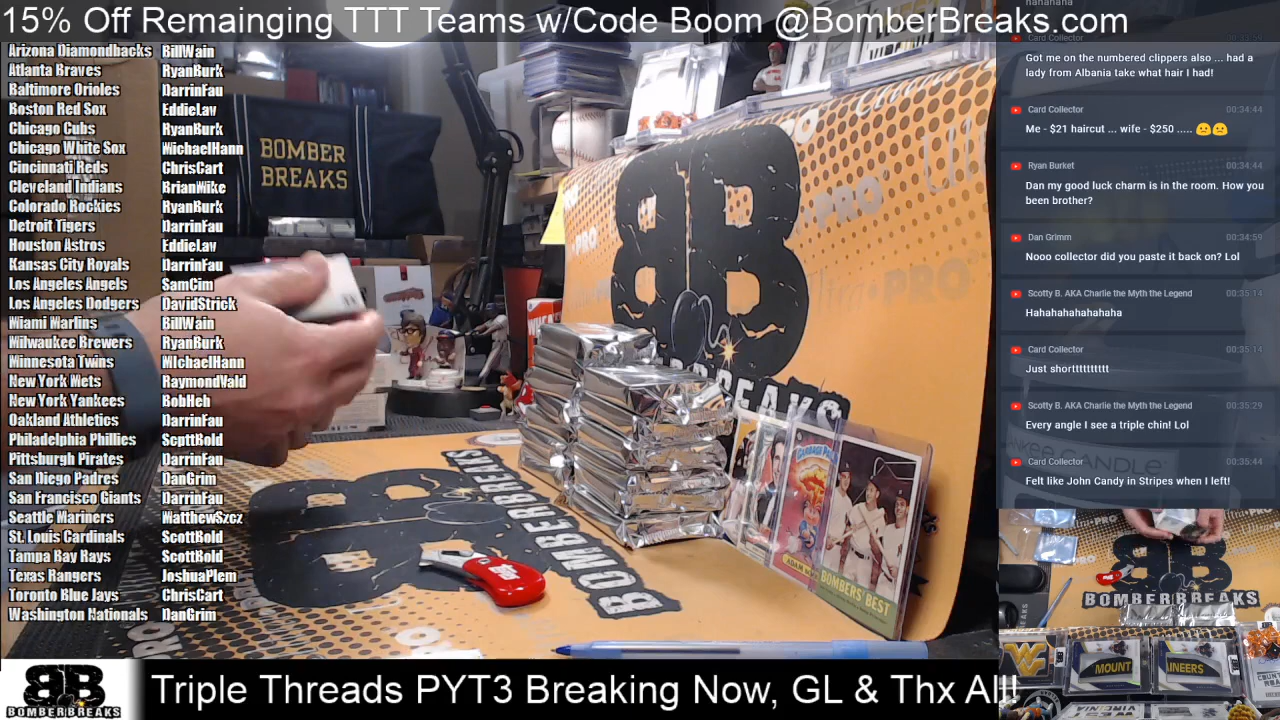 15% Off Remainging TTT Teams w/Code Boom @BomberBreaks.com
Arizona Diamondbacks BillWain
Atlanta Braves RyanBurk
Baltimore Orioles DarrinFau
Boston Red Sox EddieLav
Chicago Cubs RyanBurk
Chicago White Sox MichaelHann
Cincinnati Reds ChrisCart
Cleveland Indians BrianWike
Colorado Rockies RyanBurk
Detroit Tigers DarrinFau
Houston Astros EddieLav
Kansas City Royals DarrinFau
Los Angeles Angels SamCim
Los Angeles Dodgers DavidStrick
Miami Marlins BillWain
Milwaukee Brewers RyanBurk
Minnesota Twins MIchaelHann
New York Mets RaymondVald
New York Yankees BobHeh
Oakland Athletics DarrinFau
Philadelphia Phillies ScpttBold
Pittsburgh Pirates DarrinFau
San Diego Padres DanGrim
San Francisco Giants DarrinFau
Seattle Mariners MatthewSzcz
St. Louis Cardinals ScottBold
Tampa Bay Rays ScottBold
Texas Rangers JoshuaPlem
Toronto Blue Jays ChrisCart
Washington Nationals DanGrim
BOMBER
BREAKS
BB
BOMBERBREAKS
BOMBERS' BEST
hahahaha
Card Collector
Got me on the numbered clippers also ... had a
lady from Albania take what hair I had!
Card Collector 00:34:44
Me - $21 haircut ... wife - $250 .....
Ryan Burket 00:34:44
Dan my good luck charm is in the room. How you
been brother?
Dan Grimm 00:34:59
Nooo collector did you paste it back on? Lol
Scotty B. AKA Charlie the Myth the Legend 00:35:14
Hahahahahahahaha
Card Collector 00:35:14
Just shortttttttttt
Scotty B. AKA Charlie the Myth the Legend 00:35:29
Every angle I see a triple chin! Lol
Card Collector 00:35:44
Felt like John Candy in Stripes when I left!
BOMBERBREAKS
MOUNT AINEERS
BOMBERBREAKS
Triple Threads PYT3 Breaking Now, GL & Thx All!